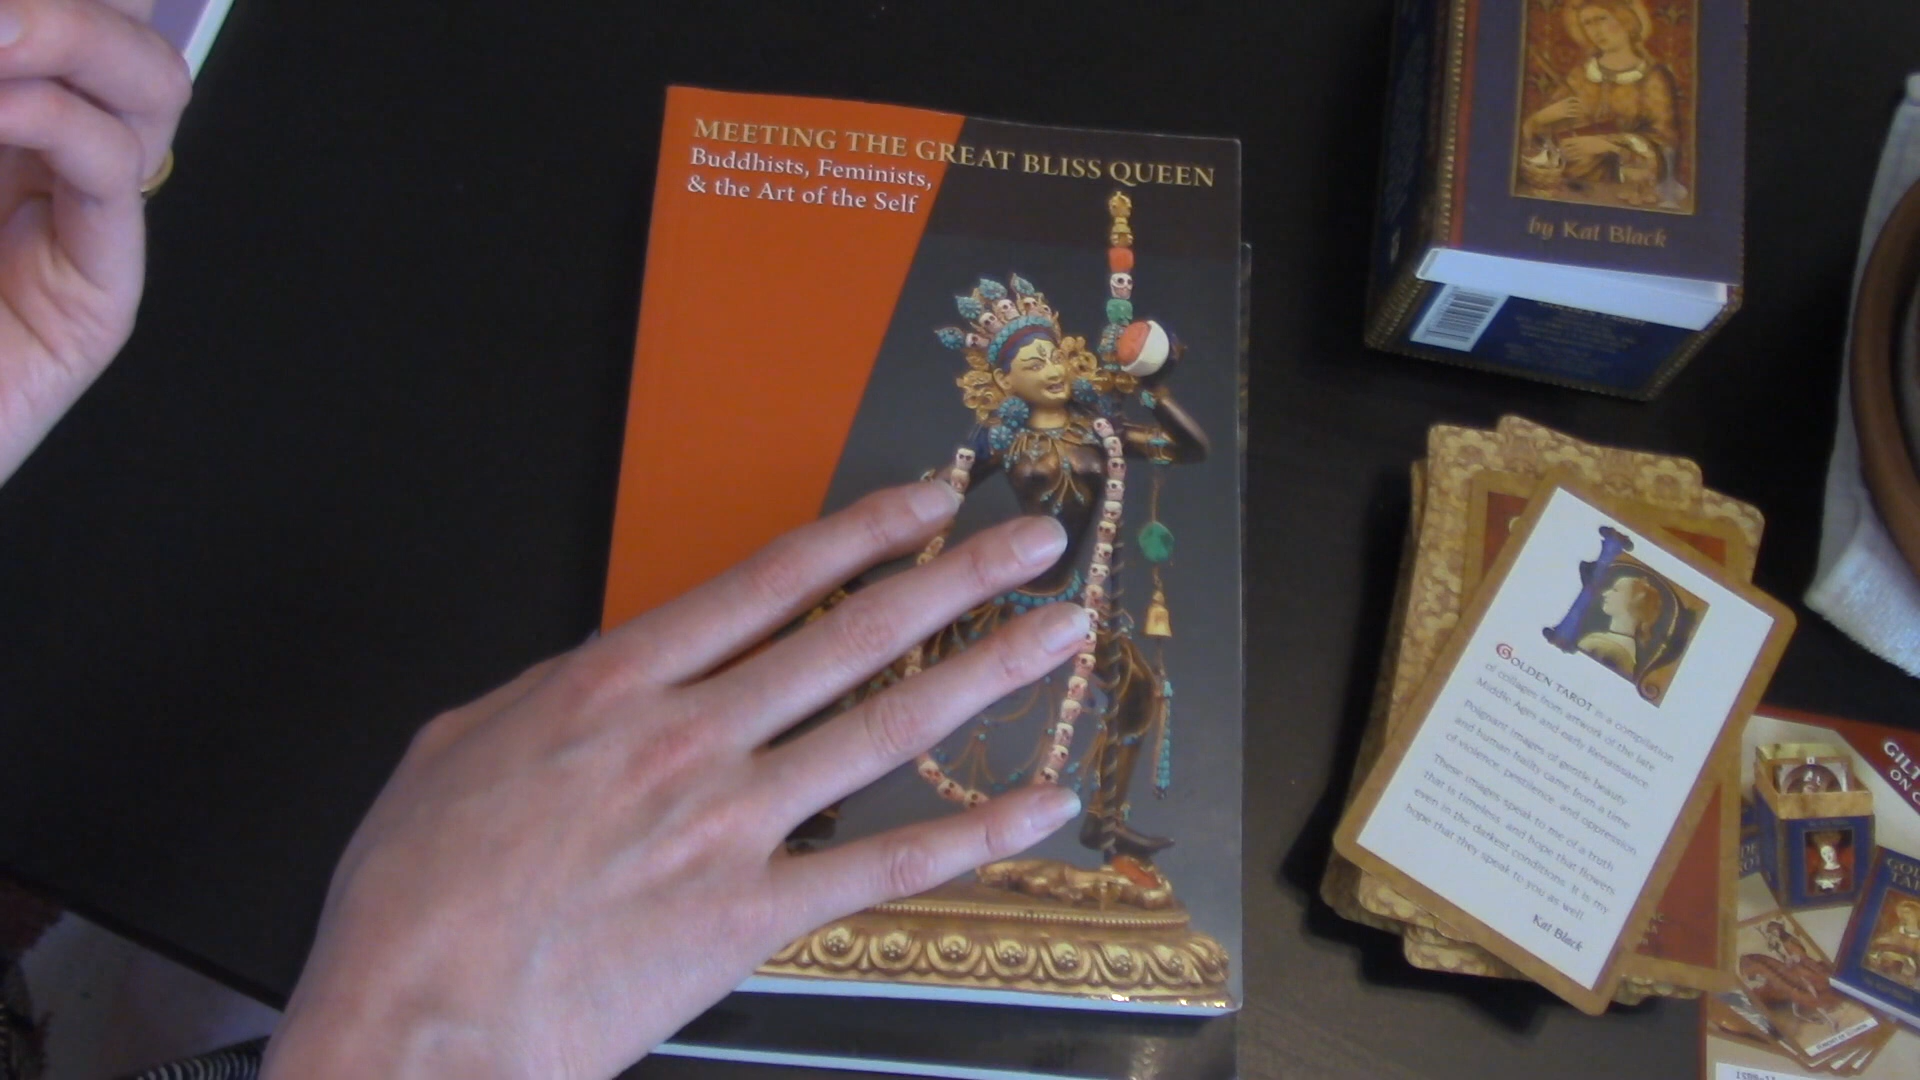 MEETING THE GREAT BLISS QUEEN
Buddhists, Feminists,
& the Art of the Self
by Kat Black
GOLDEN TAROT is a compilation
of collages from artwork of the late
Middle Ages and early Renaissance
Poignant images of gentle beauty
and human frailty came from a time
of violence, pestilence and oppression
These images speak to me of a truth
that is timeless, and hope that flowers
even in the darkest conditions. It is my
hope that they speak to you as well.
Kat Black